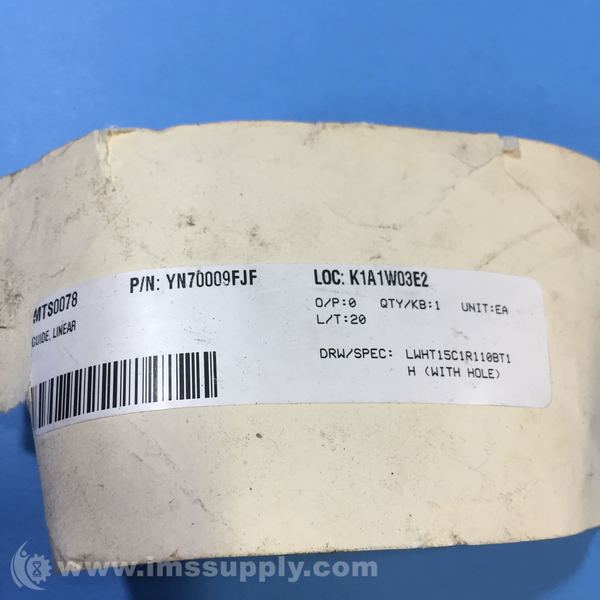 MTS0078
P/N: YN70009FJF
LOC: K1A1W03E2
GUIDE, LINEAR
O/P:0 QTY/KB:1 UNIT:EA
L/T:20
DRW/SPEC: LWHT15C1R110BT1
H (WITH HOLE)
www.imssupply.com